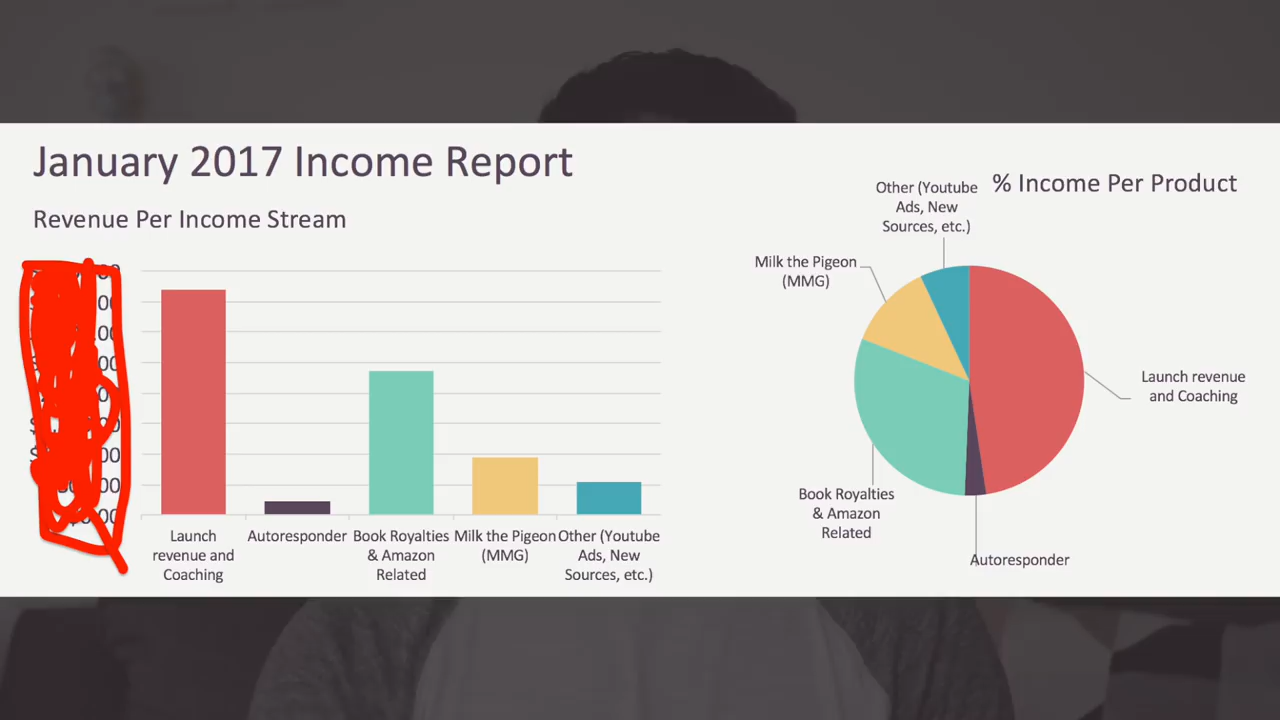 January 2017 Income Report
Revenue Per Income Stream
Launch
revenue and
Coaching
Autoresponder
Book Royalties
& Amazon
Related
Milk the Pigeon
(MMG)
Other (Youtube
Ads, New
Sources, etc.)
% Income Per Product
Other (Youtube
Ads, New
Sources, etc.)
Milk the Pigeon
(MMG)
Launch revenue
and Coaching
Book Royalties
& Amazon
Related
Autoresponder